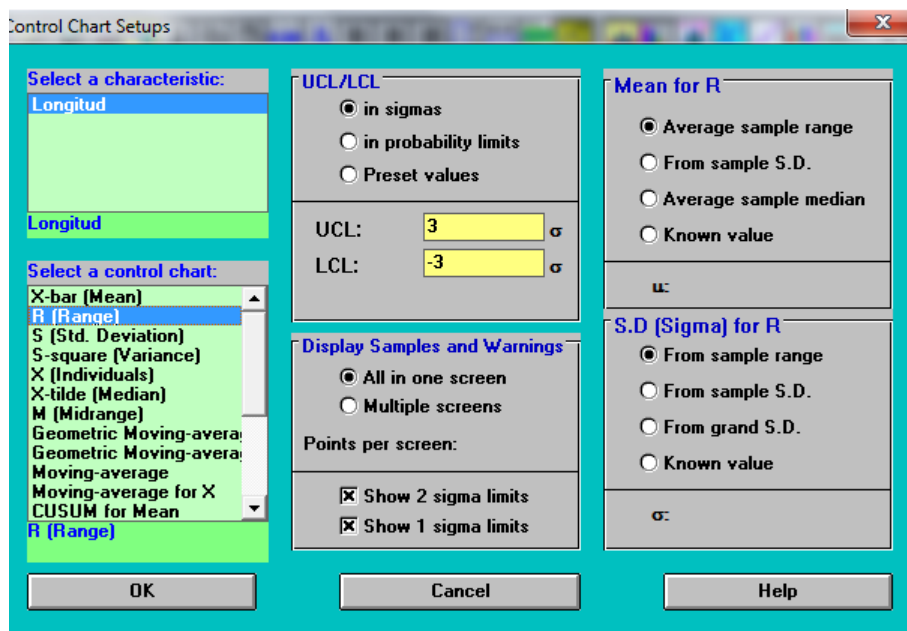 Control Chart Setups
X
Select a characteristic:
Longitud
Longitud
Select a control chart:
X-bar (Mean)
R (Range)
S (Std. Deviation)
S-square (Variance)
X (Individuals)
X-tilde (Median)
M (Midrange)
Geometric Moving-avera
Geometric Moving-avera
Moving-average
Moving-average for X
CUSUM for Mean
R (Range)
UCL/LCL
in sigmas
in probability limits
Preset values
UCL: 3 σ
LCL: -3 σ
Display Samples and Warnings
All in one screen
Multiple screens
Points per screen:
Show 2 sigma limits
Show 1 sigma limits
Mean for R
Average sample range
From sample S.D.
Average sample median
Known value
u:
S.D (Sigma) for R
From sample range
From sample S.D.
From grand S.D.
Known value
σ:
OK
Cancel
Help